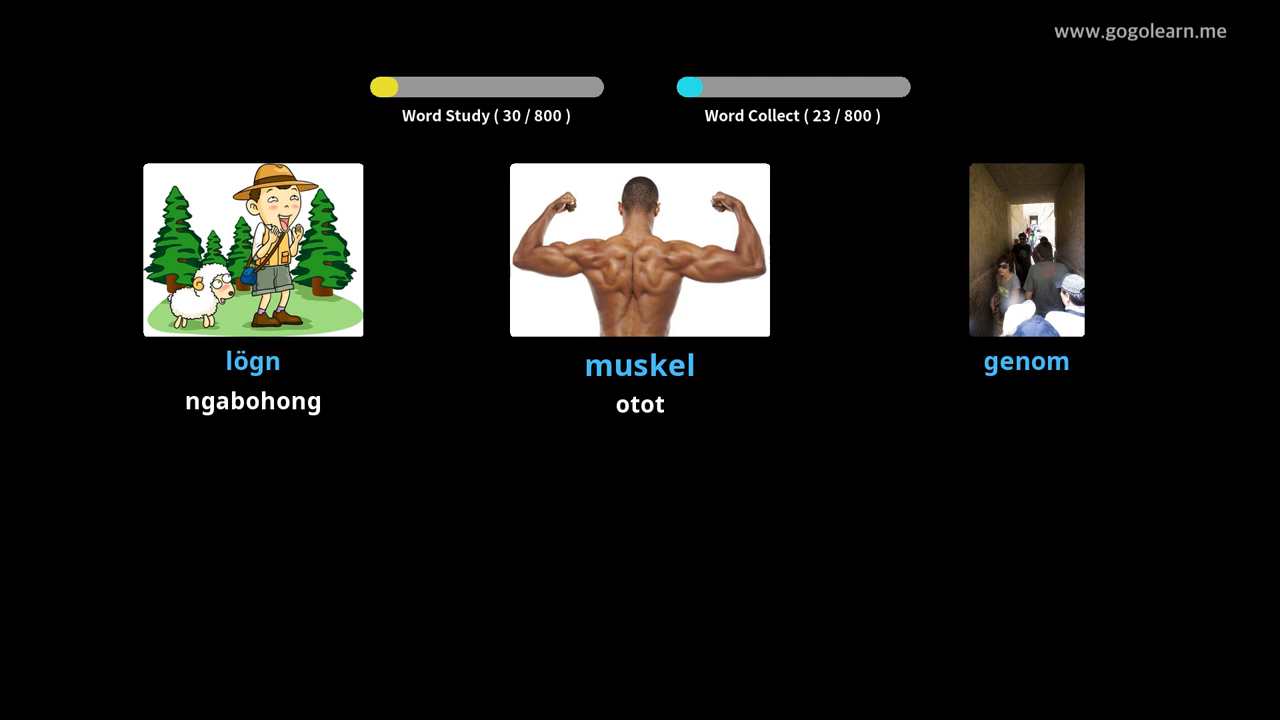 www.gogolearn.me
Word Study ( 30 / 800 )
Word Collect ( 23 / 800 )
lögn
muskel
genom
ngabohong
otot